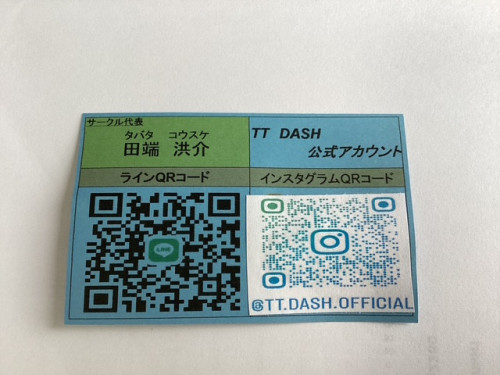 サークル代表
タバタ コウスケ
田端 洪介
TT DASH
公式アカウント
ラインQRコード
インスタグラムQRコード
LINE
@TT.DASH.OFFICIAL